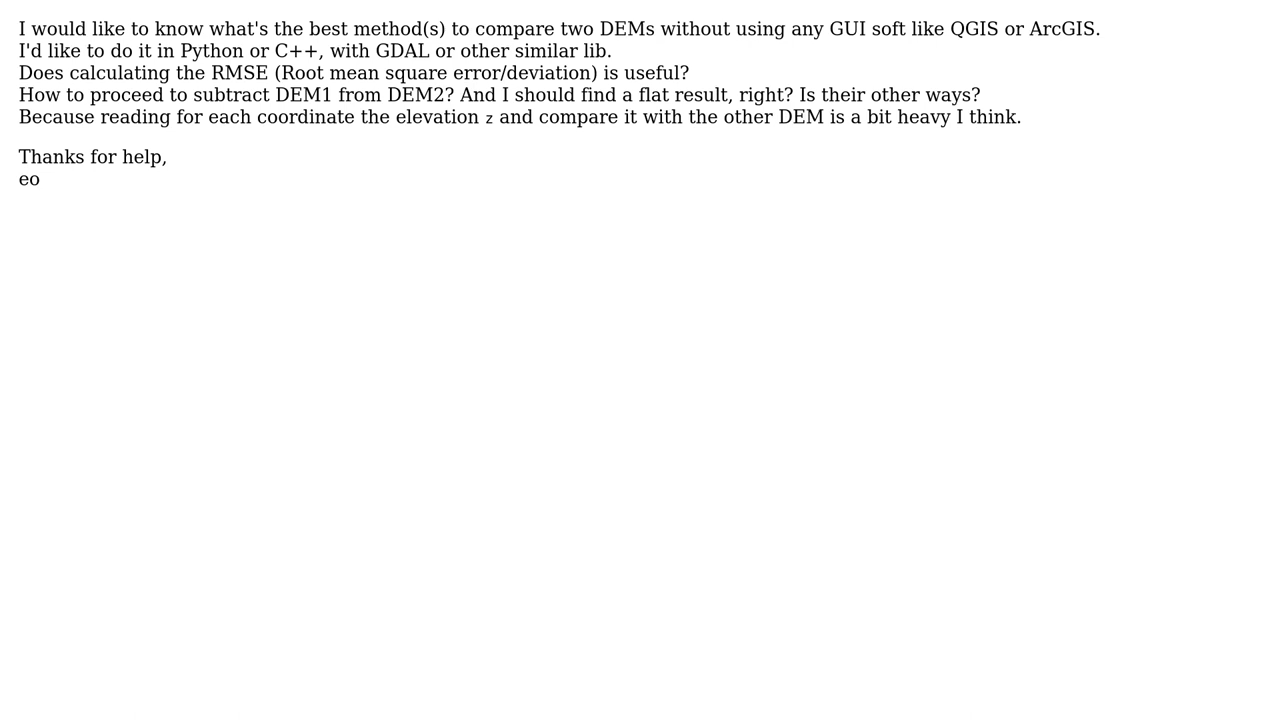 I would like to know what's the best method(s) to compare two DEMs without using any GUI soft like QGIS or ArcGIS.
I'd like to do it in Python or C++, with GDAL or other similar lib.
Does calculating the RMSE (Root mean square error/deviation) is useful?
How to proceed to subtract DEM1 from DEM2? And I should find a flat result, right? Is their other ways?
Because reading for each coordinate the elevation z and compare it with the other DEM is a bit heavy I think.
Thanks for help,
eo